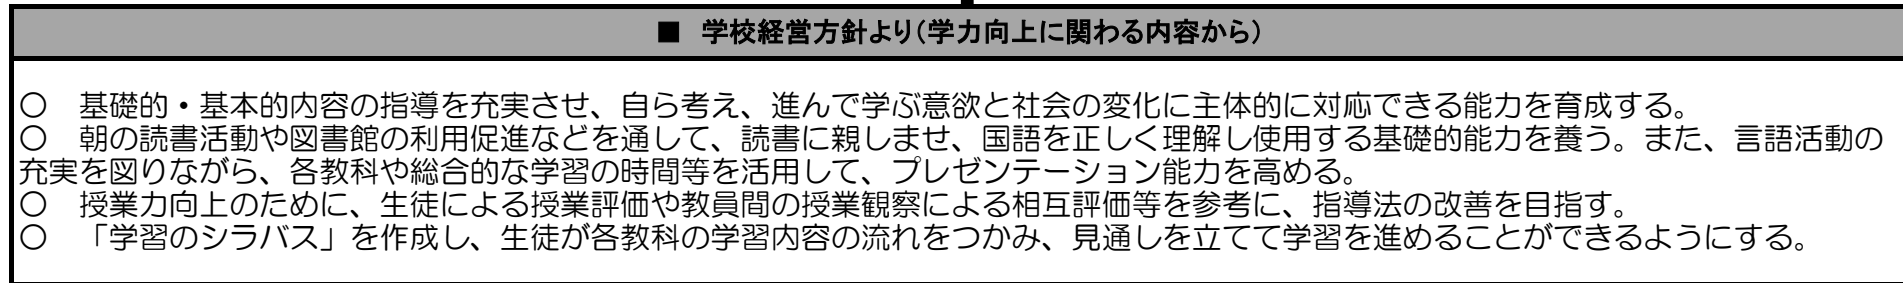 ■　学校経営方針より（学力向上に関わる内容から）
○　基礎的・基本的内容の指導を充実させ、自ら考え、進んで学ぶ意欲と社会の変化に主体的に対応できる能力を育成する。
○　朝の読書活動や図書館の利用促進などを通して、読書に親しませ、国語を正しく理解し使用する基礎的能力を養う。また、言語活動の
充実を図りながら、各教科や総合的な学習の時間等を活用して、プレゼンテーション能力を高める。
○　授業力向上のために、生徒による授業評価や教員間の授業観察による相互評価等を参考に、指導法の改善を目指す。
○　「学習のシラバス」を作成し、生徒が各教科の学習内容の流れをつかみ、見通しを立てて学習を進めることができるようにする。